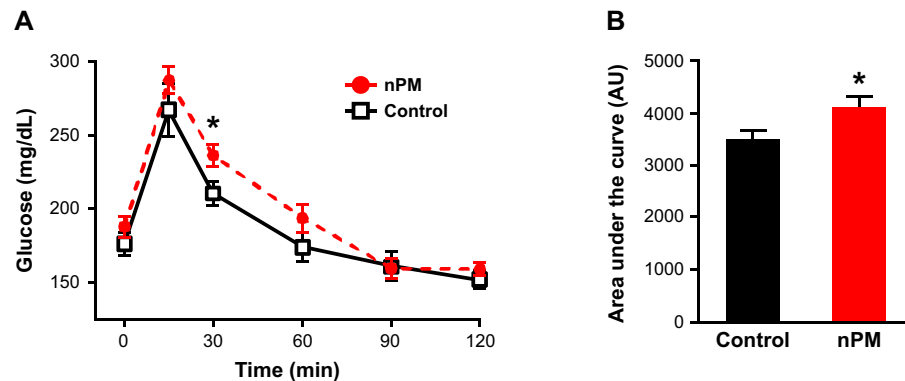 A
Glucose (mg/dL)
300
250
200
150
nPM
Control
*
0 30 60 90 120
Time (min)
B
Area under the curve (AU)
5000
4000
3000
2000
1000
0
*
Control nPM